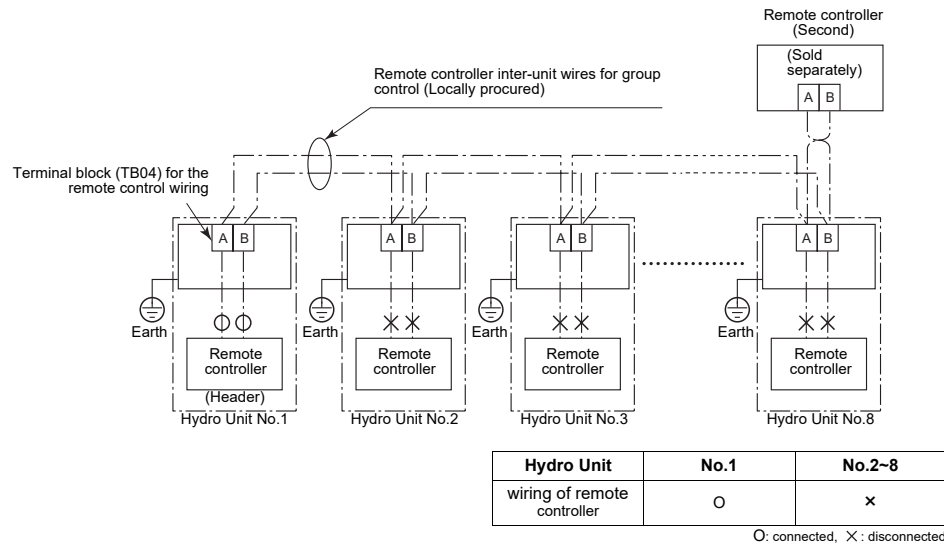 Remote controller
(Second)
(Sold
separately)
A B
Remote controller inter-unit wires for group
control (Locally procured)
Terminal block (TB04) for the
remote control wiring
A B
A B
A B
A B
Earth
Earth
Earth
Earth
Remote
controller
(Header)
Remote
controller
Remote
controller
Remote
controller
Hydro Unit No.1
Hydro Unit No.2
Hydro Unit No.3
Hydro Unit No.8
Hydro Unit No.1 No.2~8
wiring of remote
controller
O ×
O: connected, ×: disconnected